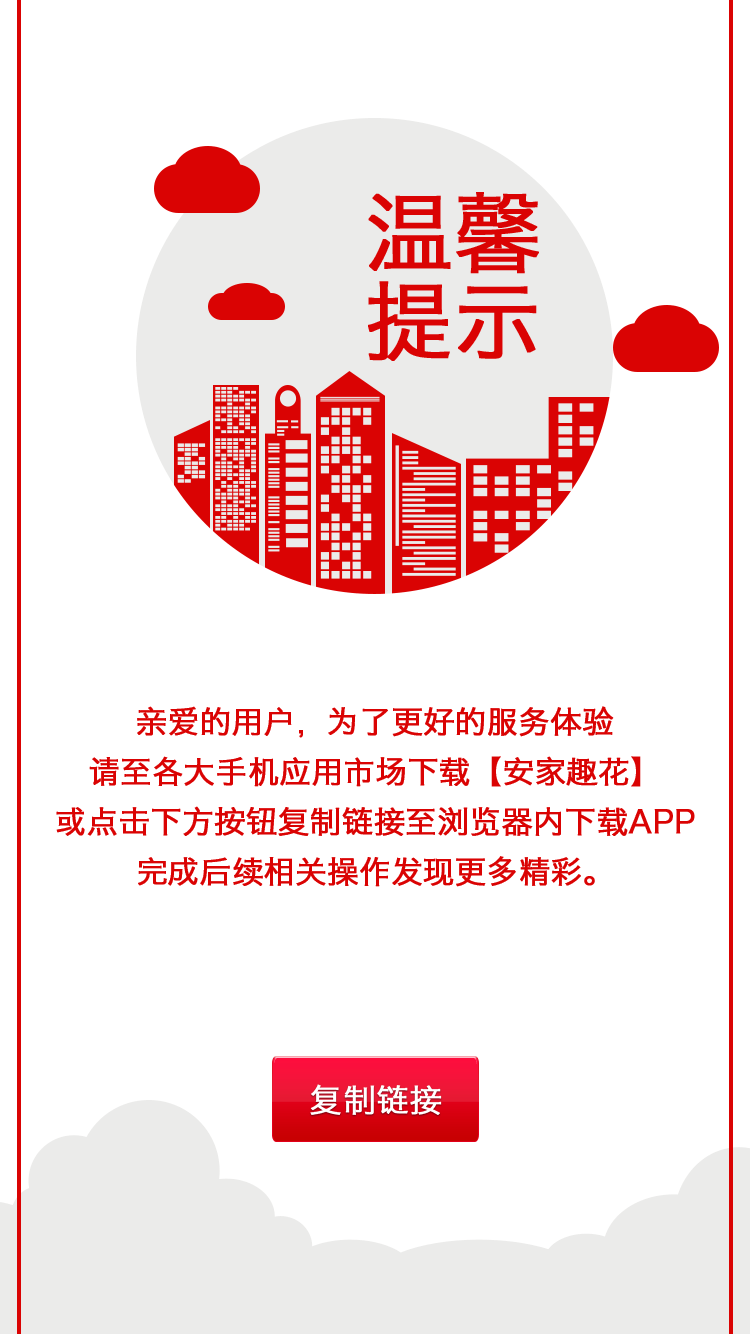 温馨
提示
亲爱的用户，为了更好的服务体验
请至各大手机应用市场下载【安家趣花】
或点击下方按钮复制链接至浏览器内下载APP
完成后续相关操作发现更多精彩。
复制链接